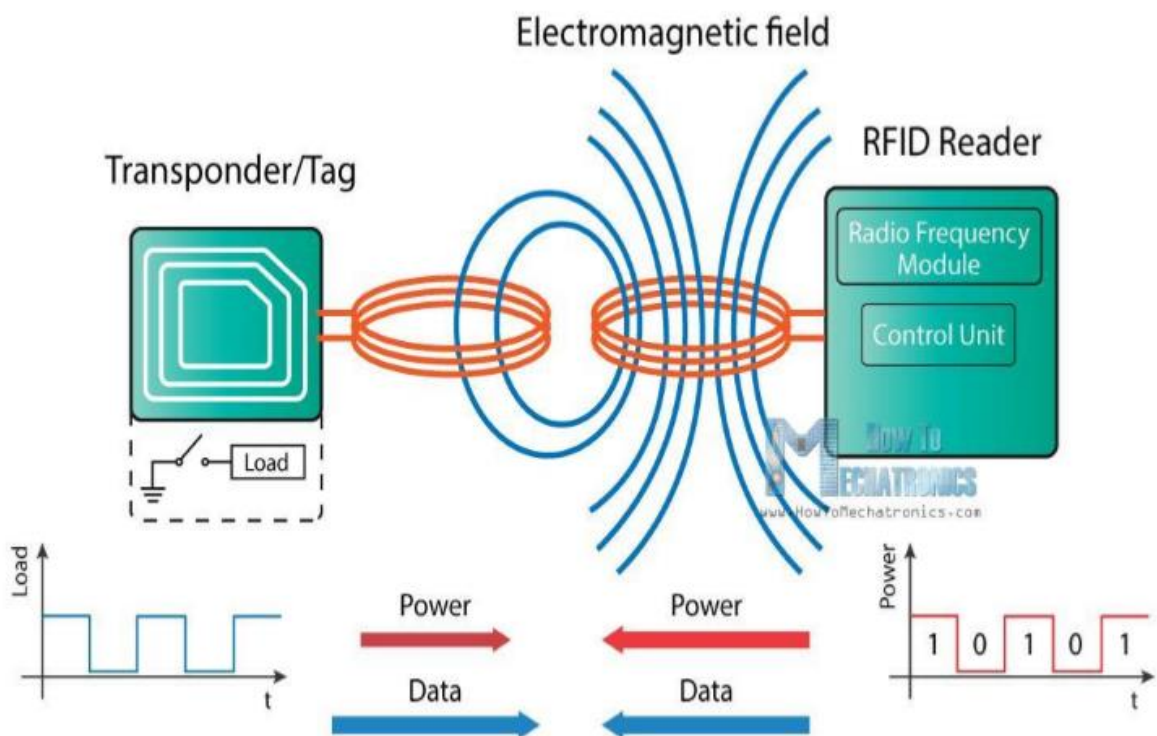 Electromagnetic field
Transponder/Tag
RFID Reader
Radio Frequency
Module
Control Unit
Load
How To
MECHATRONICS
www.HowToMechatronics.com
Load
t
Power
Data
Power
Data
Power
1 0 1 0 1
t